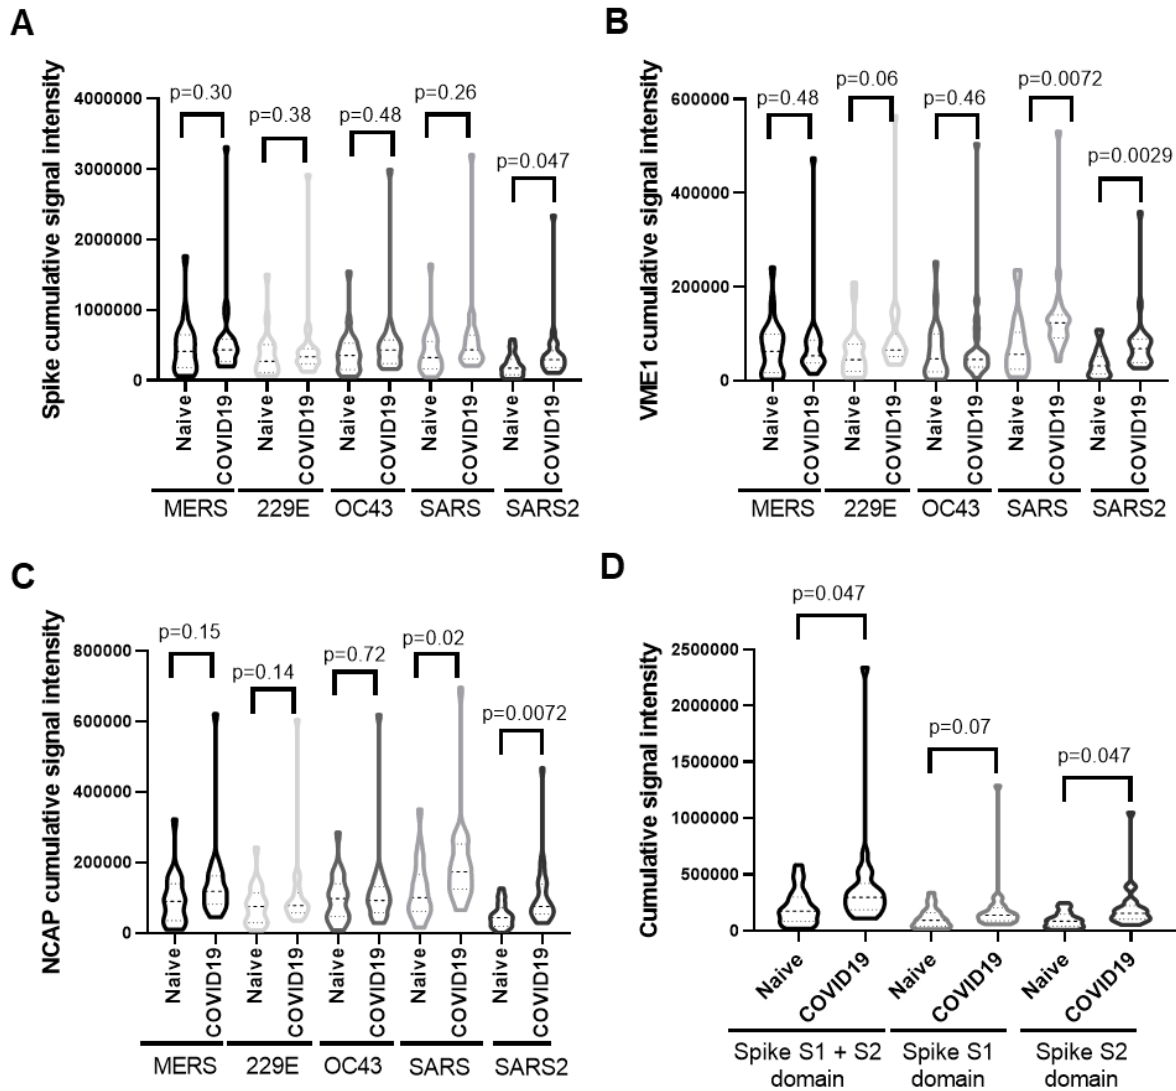 A
Spike cumulative signal intensity
4000000
3000000
2000000
1000000
0
p=0.30
p=0.38
p=0.48
p=0.26
p=0.047
Naive
COVID19
Naive
COVID19
Naive
COVID19
Naive
COVID19
Naive
COVID19
MERS
229E
OC43
SARS
SARS2
B
VME1 cumulative signal intensity
600000
400000
200000
0
p=0.48
p=0.06
p=0.46
p=0.0072
p=0.0029
Naive
COVID19
Naive
COVID19
Naive
COVID19
Naive
COVID19
Naive
COVID19
MERS
229E
OC43
SARS
SARS2
C
NCAP cumulative signal intensity
800000
600000
400000
200000
0
p=0.15
p=0.14
p=0.72
p=0.02
p=0.0072
Naive
COVID19
Naive
COVID19
Naive
COVID19
Naive
COVID19
Naive
COVID19
MERS
229E
OC43
SARS
SARS2
D
Cumulative signal intensity
2500000
2000000
1500000
1000000
500000
0
p=0.047
p=0.07
p=0.047
Naive
COVID19
Naive
COVID19
Naive
COVID19
Spike S1 + S2
domain
Spike S1
domain
Spike S2
domain